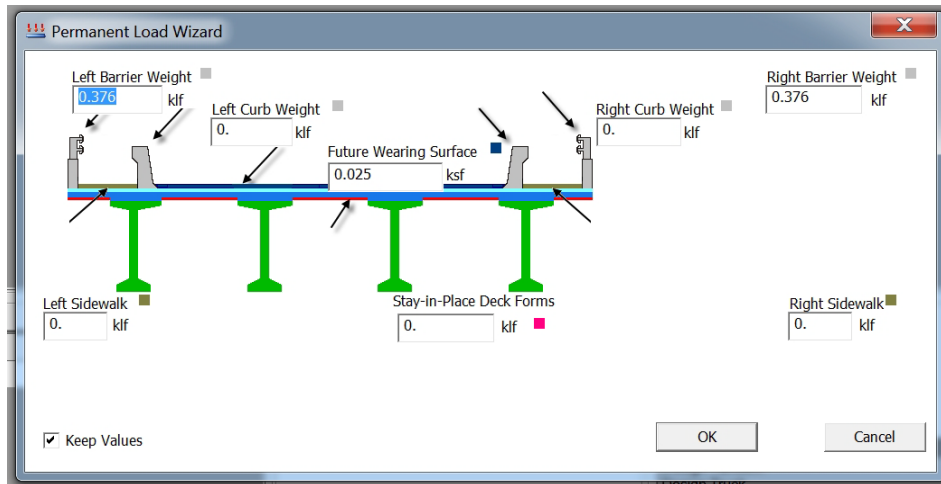 Permanent Load Wizard
Left Barrier Weight
0.376 klf
Right Barrier Weight
0.376 klf
Left Curb Weight
0. klf
Right Curb Weight
0. klf
Future Wearing Surface
0.025 ksf
Left Sidewalk
0. klf
Stay-in-Place Deck Forms
0. klf
Right Sidewalk
0. klf
Keep Values
OK
Cancel